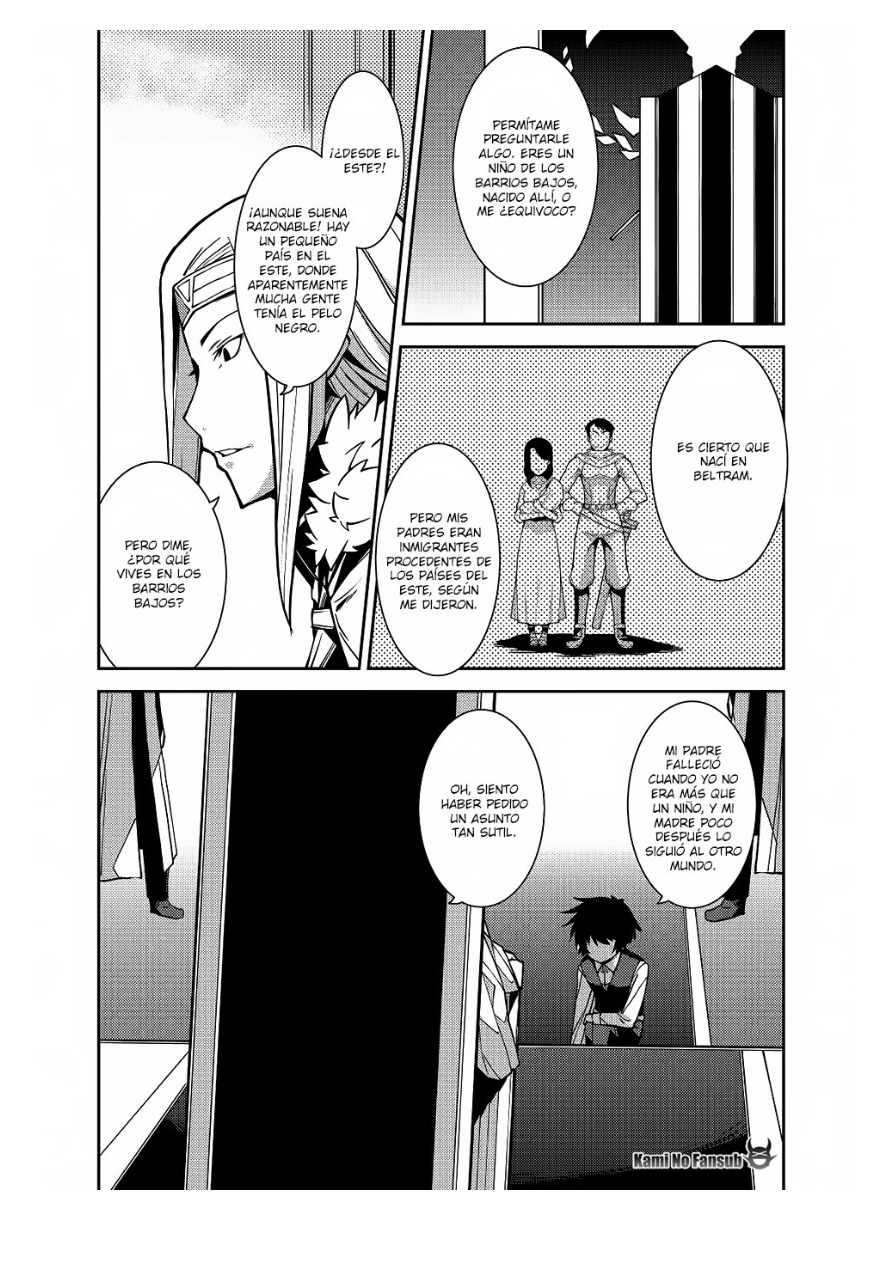 PERMÍTAME
PREGUNTARLE
ALGO. ERES UN
NIÑO DE LOS
BARRIOS BAJOS,
NACIDO ALLÍ, O
ME ¿EQUIVOCO?
ES CIERTO QUE
NACÍ EN
BELTRAM.
PERO MIS
PADRES ERAN
INMIGRANTES
PROCEDENTES
DE LOS PAÍSES DEL
ESTE, SEGÚN
ME DIJERON.
¡¿DESDE EL
ESTE?!
¡AUNQUE SUENA
RAZONABLE! HAY
UN PEQUEÑO
PAÍS EN EL
ESTE, DONDE
APARENTEMENTE
MUCHA GENTE
TENÍA EL PELO
NEGRO.
PERO DIME,
¿POR QUÉ
VIVES EN LOS
BARRIOS
BAJOS?
MI PADRE
FALLECIÓ
CUANDO YO NO
ERA MÁS QUE
UN NIÑO, Y MI
MADRE POCO
DESPUÉS LO
SIGUIÓ AL OTRO
MUNDO.
OH, SIENTO
HABER PEDIDO
UN ASUNTO
TAN SUTIL.
Kami No Fansub